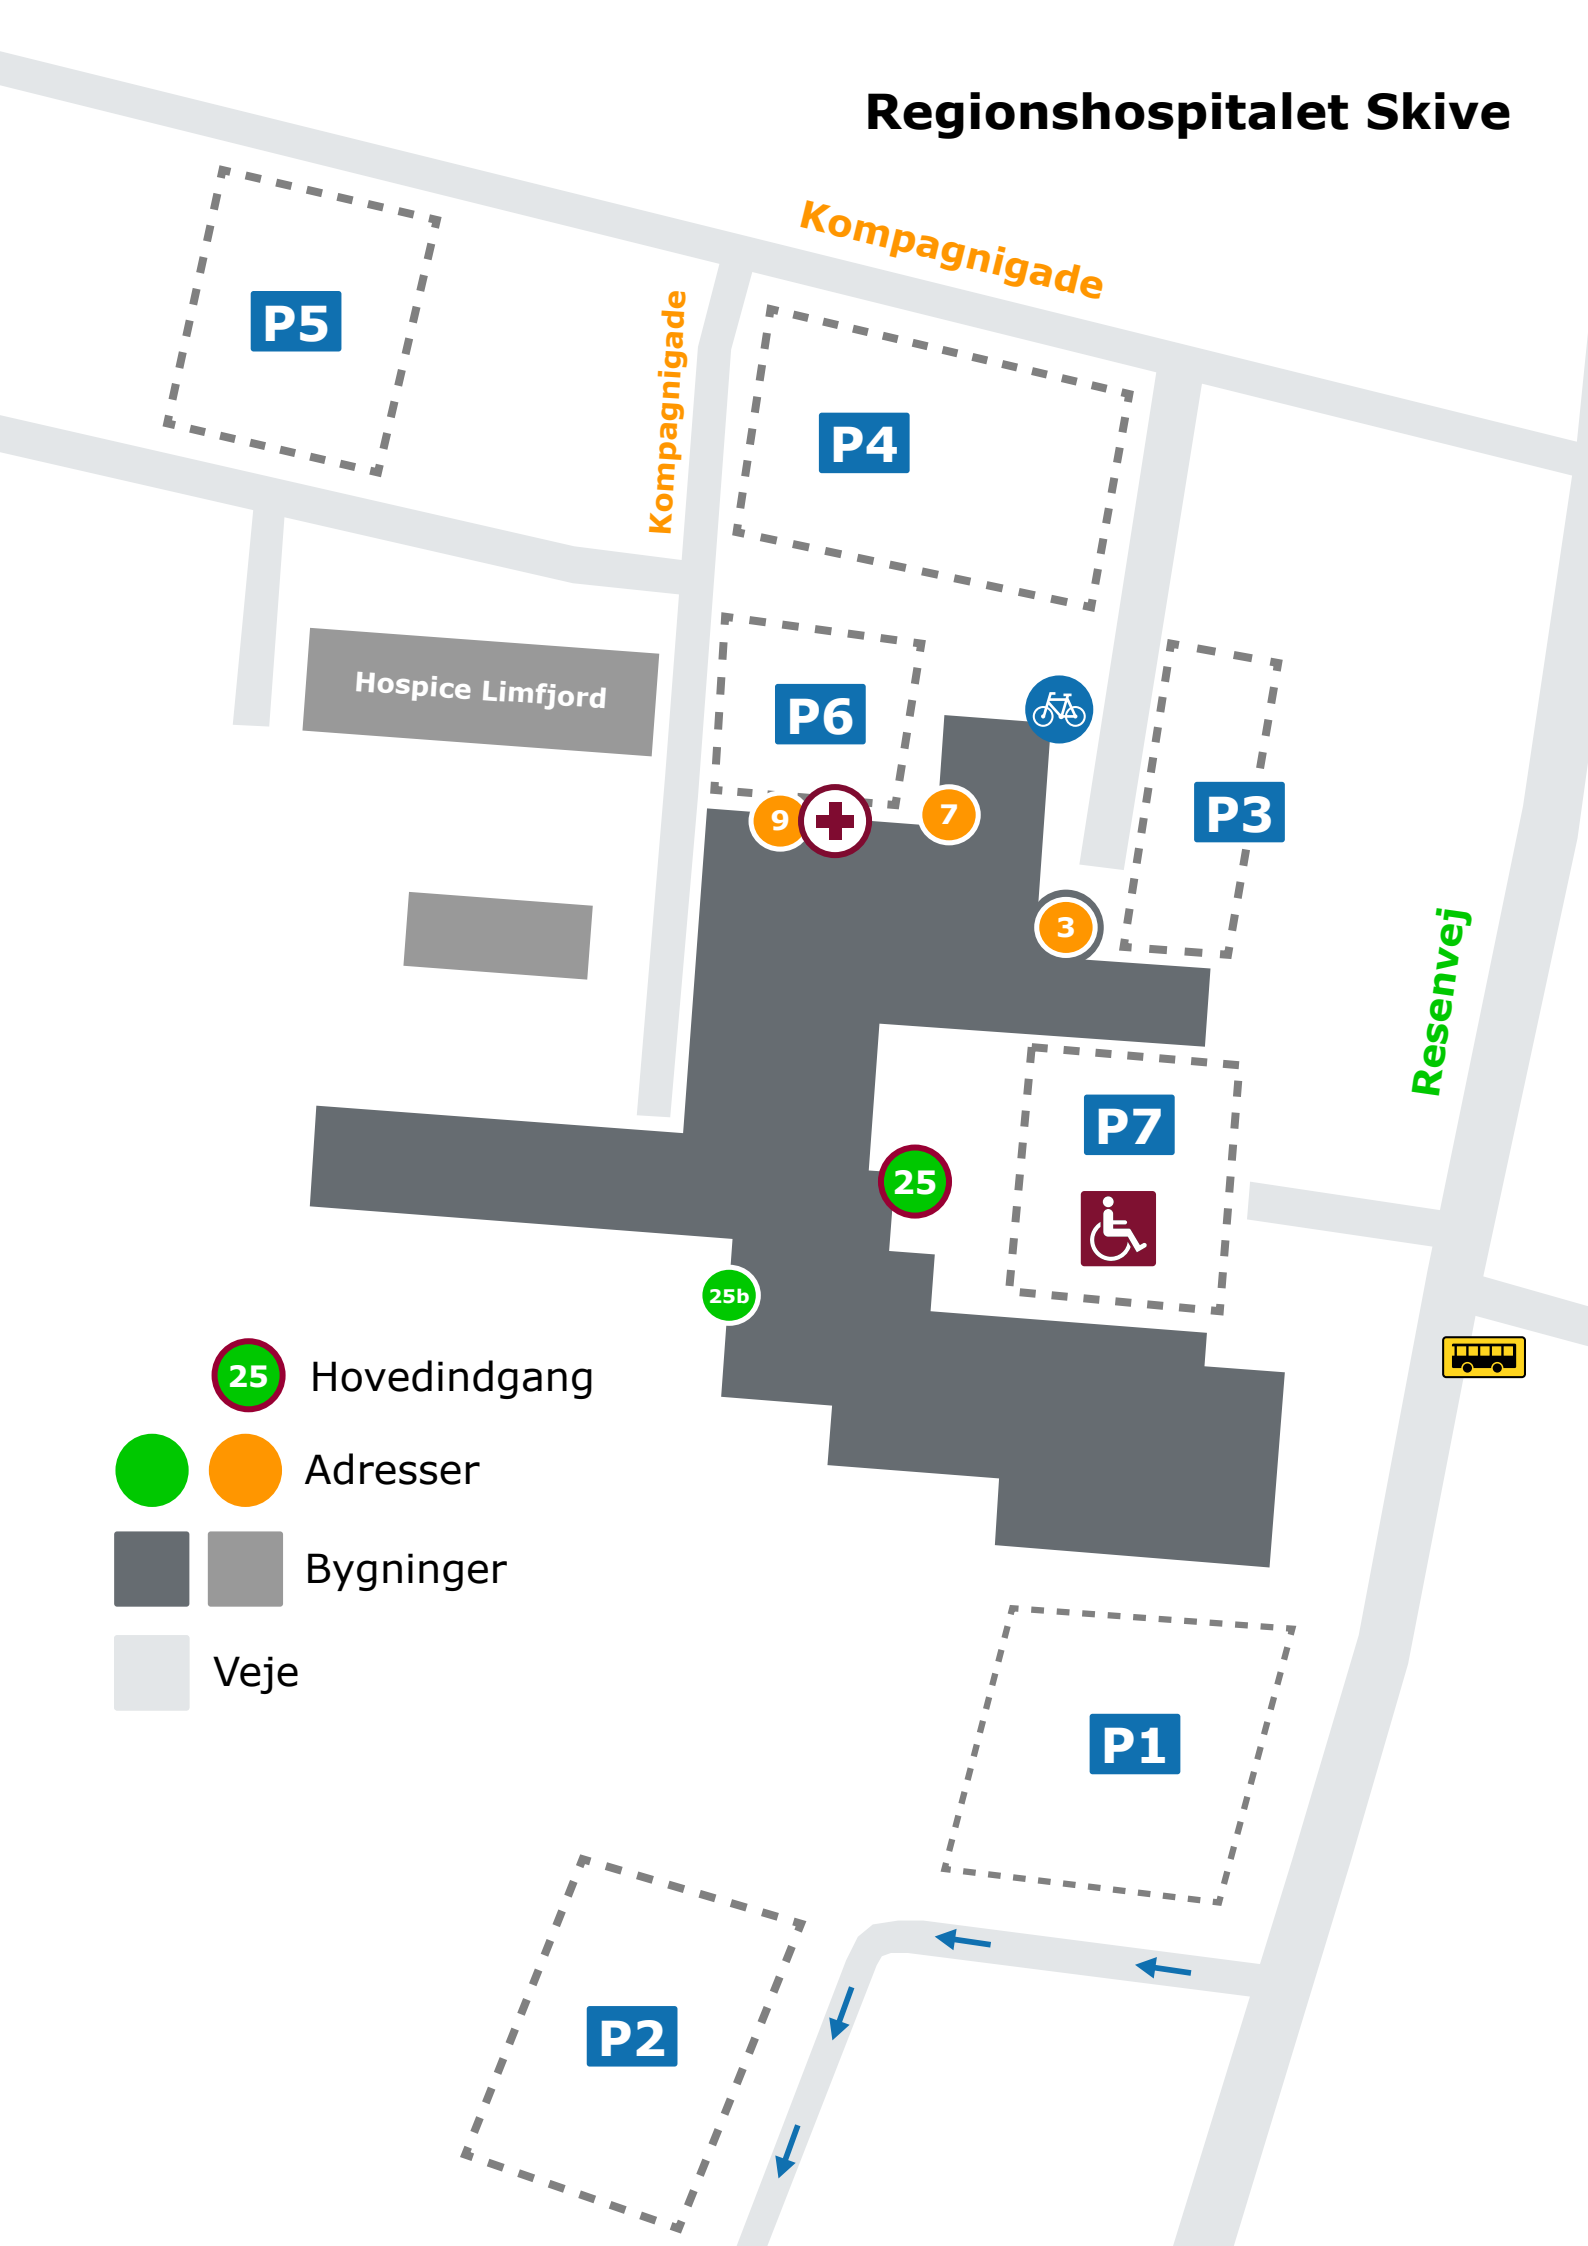 Regionshospitalet Skive
Kompagnigade
P5
Kompagnigade
P4
Hospice Limfjord
P6
P3
9
7
3
Resenvej
P7
25
25b
25 Hovedindgang
Adresser
Bygninger
Veje
P1
P2